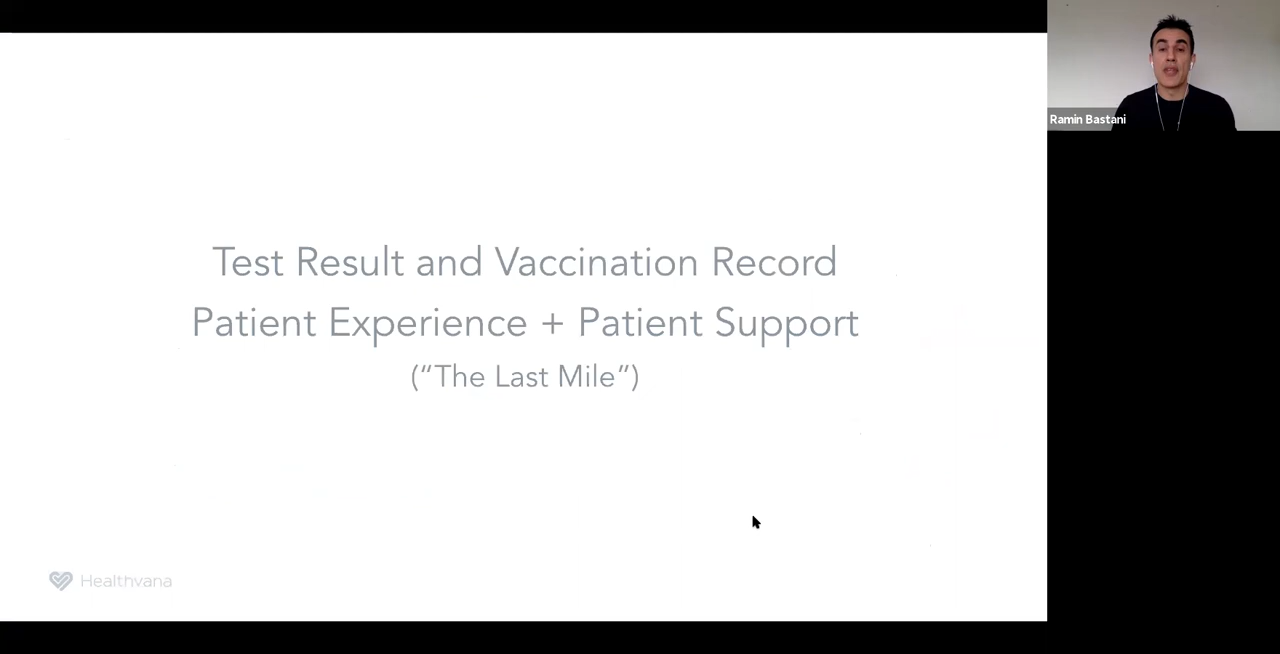 Test Result and Vaccination Record
Patient Experience + Patient Support
(“The Last Mile”)
Healthvana
Ramin Bastani